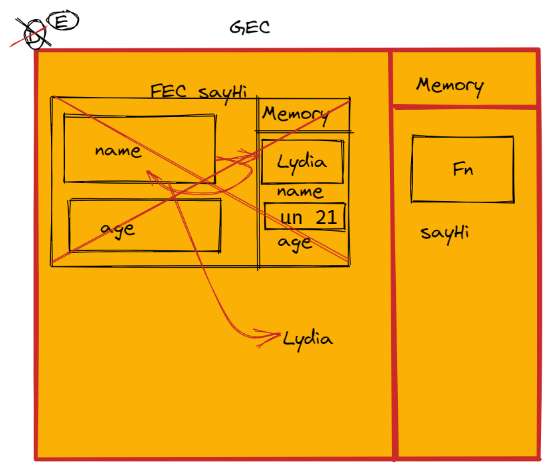 E
GEC
FEC sayHi
Memory
Memory
name
Lydia
name
Fn
un 21
age
age
sayHi
Lydia